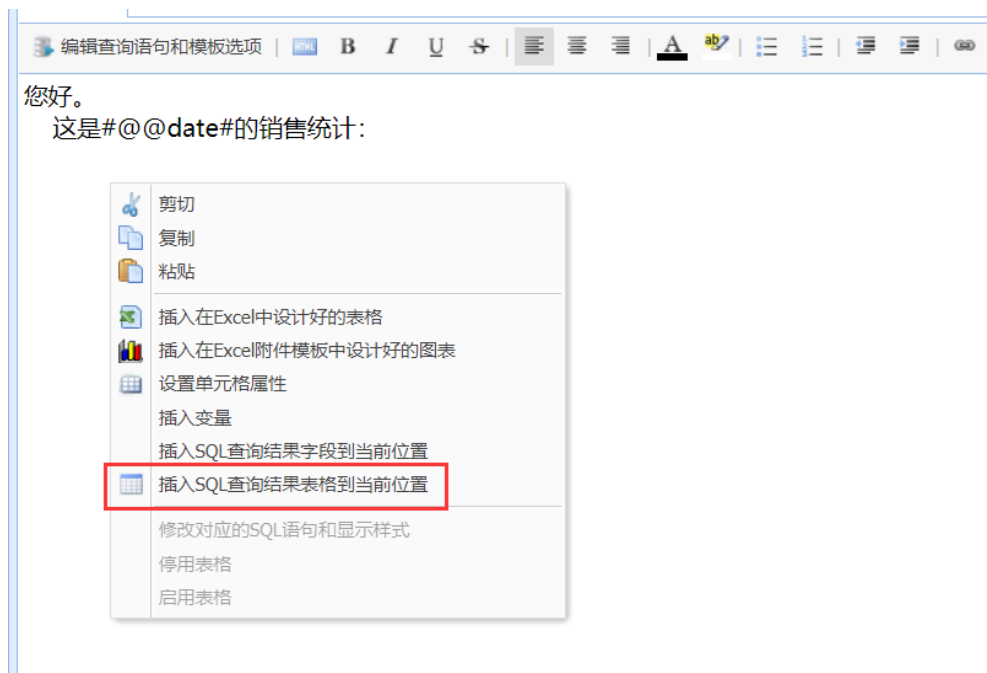 编辑查询语句和模板选项 HTML B I U S A ab
您好。
这是#@@date#的销售统计：
剪切
复制
粘贴
插入在Excel中设计好的表格
插入在Excel附件模板中设计好的图表
设置单元格属性
插入变量
插入SQL查询结果字段到当前位置
插入SQL查询结果表格到当前位置
修改对应的SQL语句和显示样式
停用表格
启用表格